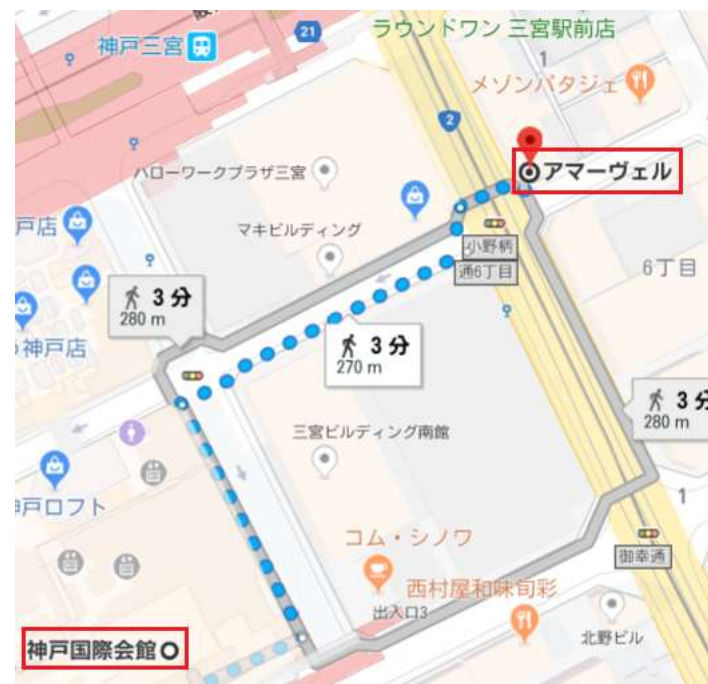 21
ラウンドワン 三宮駅前店
神戸三宮
1
メゾンバタジェ
2
ハローワークプラザ三宮
アマーヴェル
戸店
マキビルディング
小野柄
通6丁目
6丁目
3 分
280 m
神戸店
3 分
270 m
3 分
280 m
三宮ビルディング南館
戸ロフト
1
コム・シノワ
御幸通
西村屋和味旬彩
出入口3
北野ビル
神戸国際会館